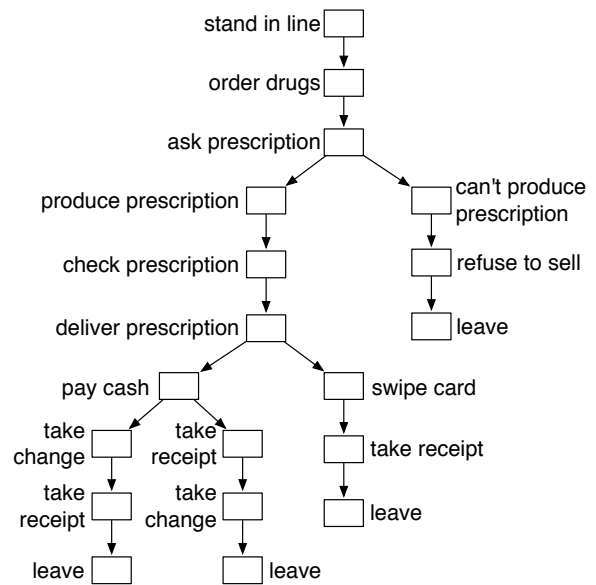 stand in line
order drugs
ask prescription
produce prescription
can't produce
prescription
check prescription
refuse to sell
deliver prescription
leave
pay cash
swipe card
take
change
take
receipt
take receipt
take
receipt
take
change
leave
leave
leave